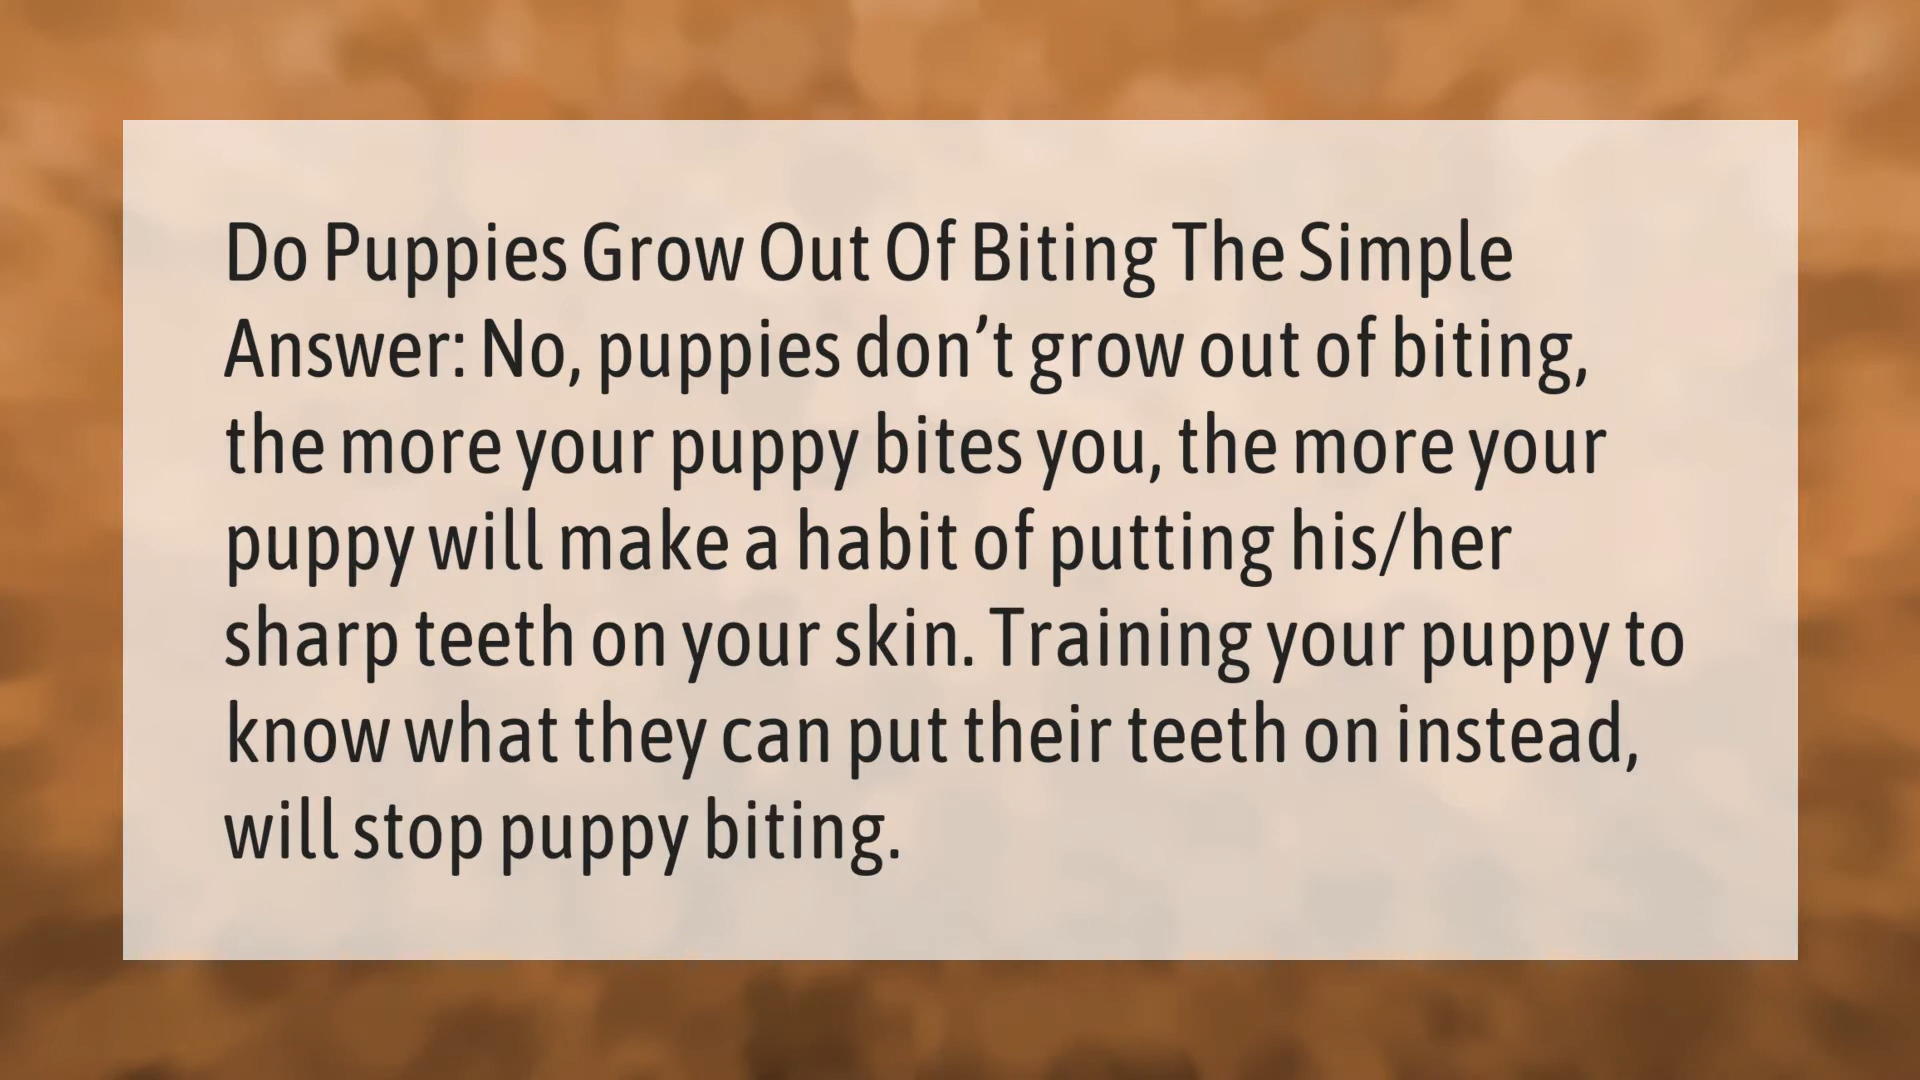 Do Puppies Grow Out Of Biting The Simple
Answer: No, puppies don’t grow out of biting,
the more your puppy bites you, the more your
puppy will make a habit of putting his/her
sharp teeth on your skin. Training your puppy to
know what they can put their teeth on instead,
will stop puppy biting.